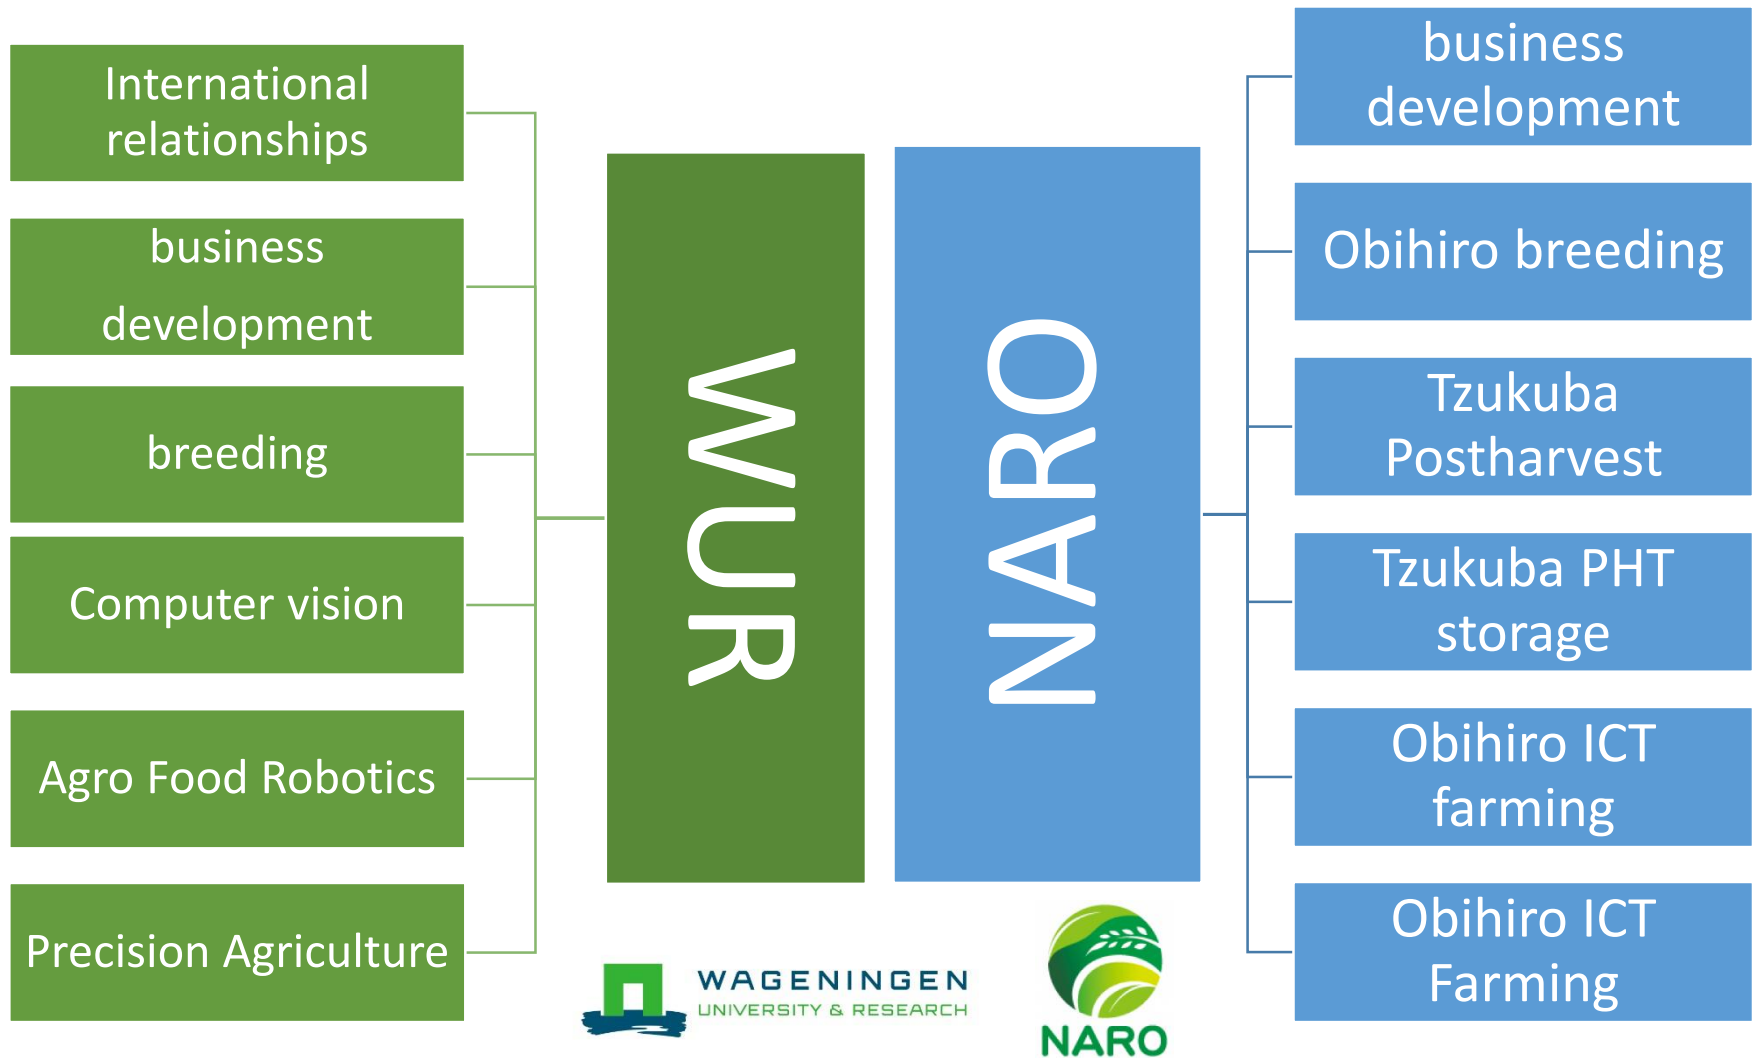 International
relationships
business
development
breeding
Computer vision
Agro Food Robotics
Precision Agriculture
WUR
NARO
business
development
Obihiro breeding
Tzukuba
Postharvest
Tzukuba PHT
storage
Obihiro ICT
farming
Obihiro ICT
Farming
WAGENINGEN
UNIVERSITY & RESEARCH
NARO